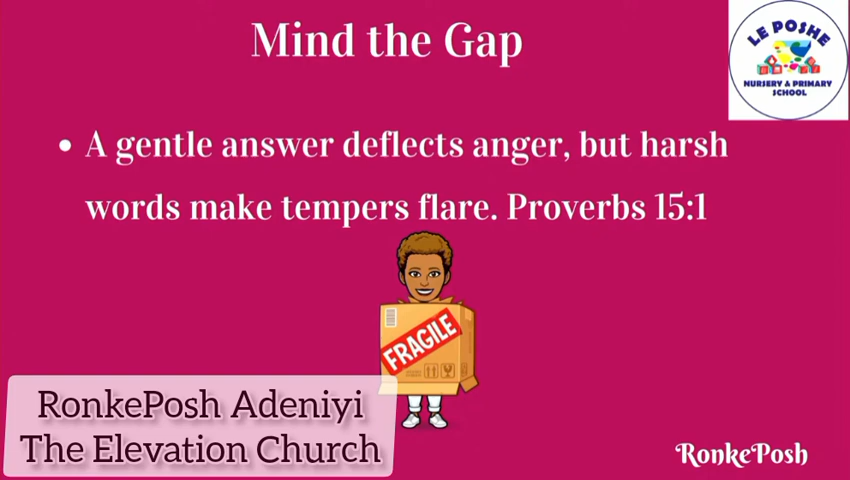 Mind the Gap
LE POSHE
NURSERY & PRIMARY
SCHOOL
• A gentle answer deflects anger, but harsh
words make tempers flare. Proverbs 15:1
FRAGILE
RonkePosh Adeniyi
The Elevation Church
RonkePosh